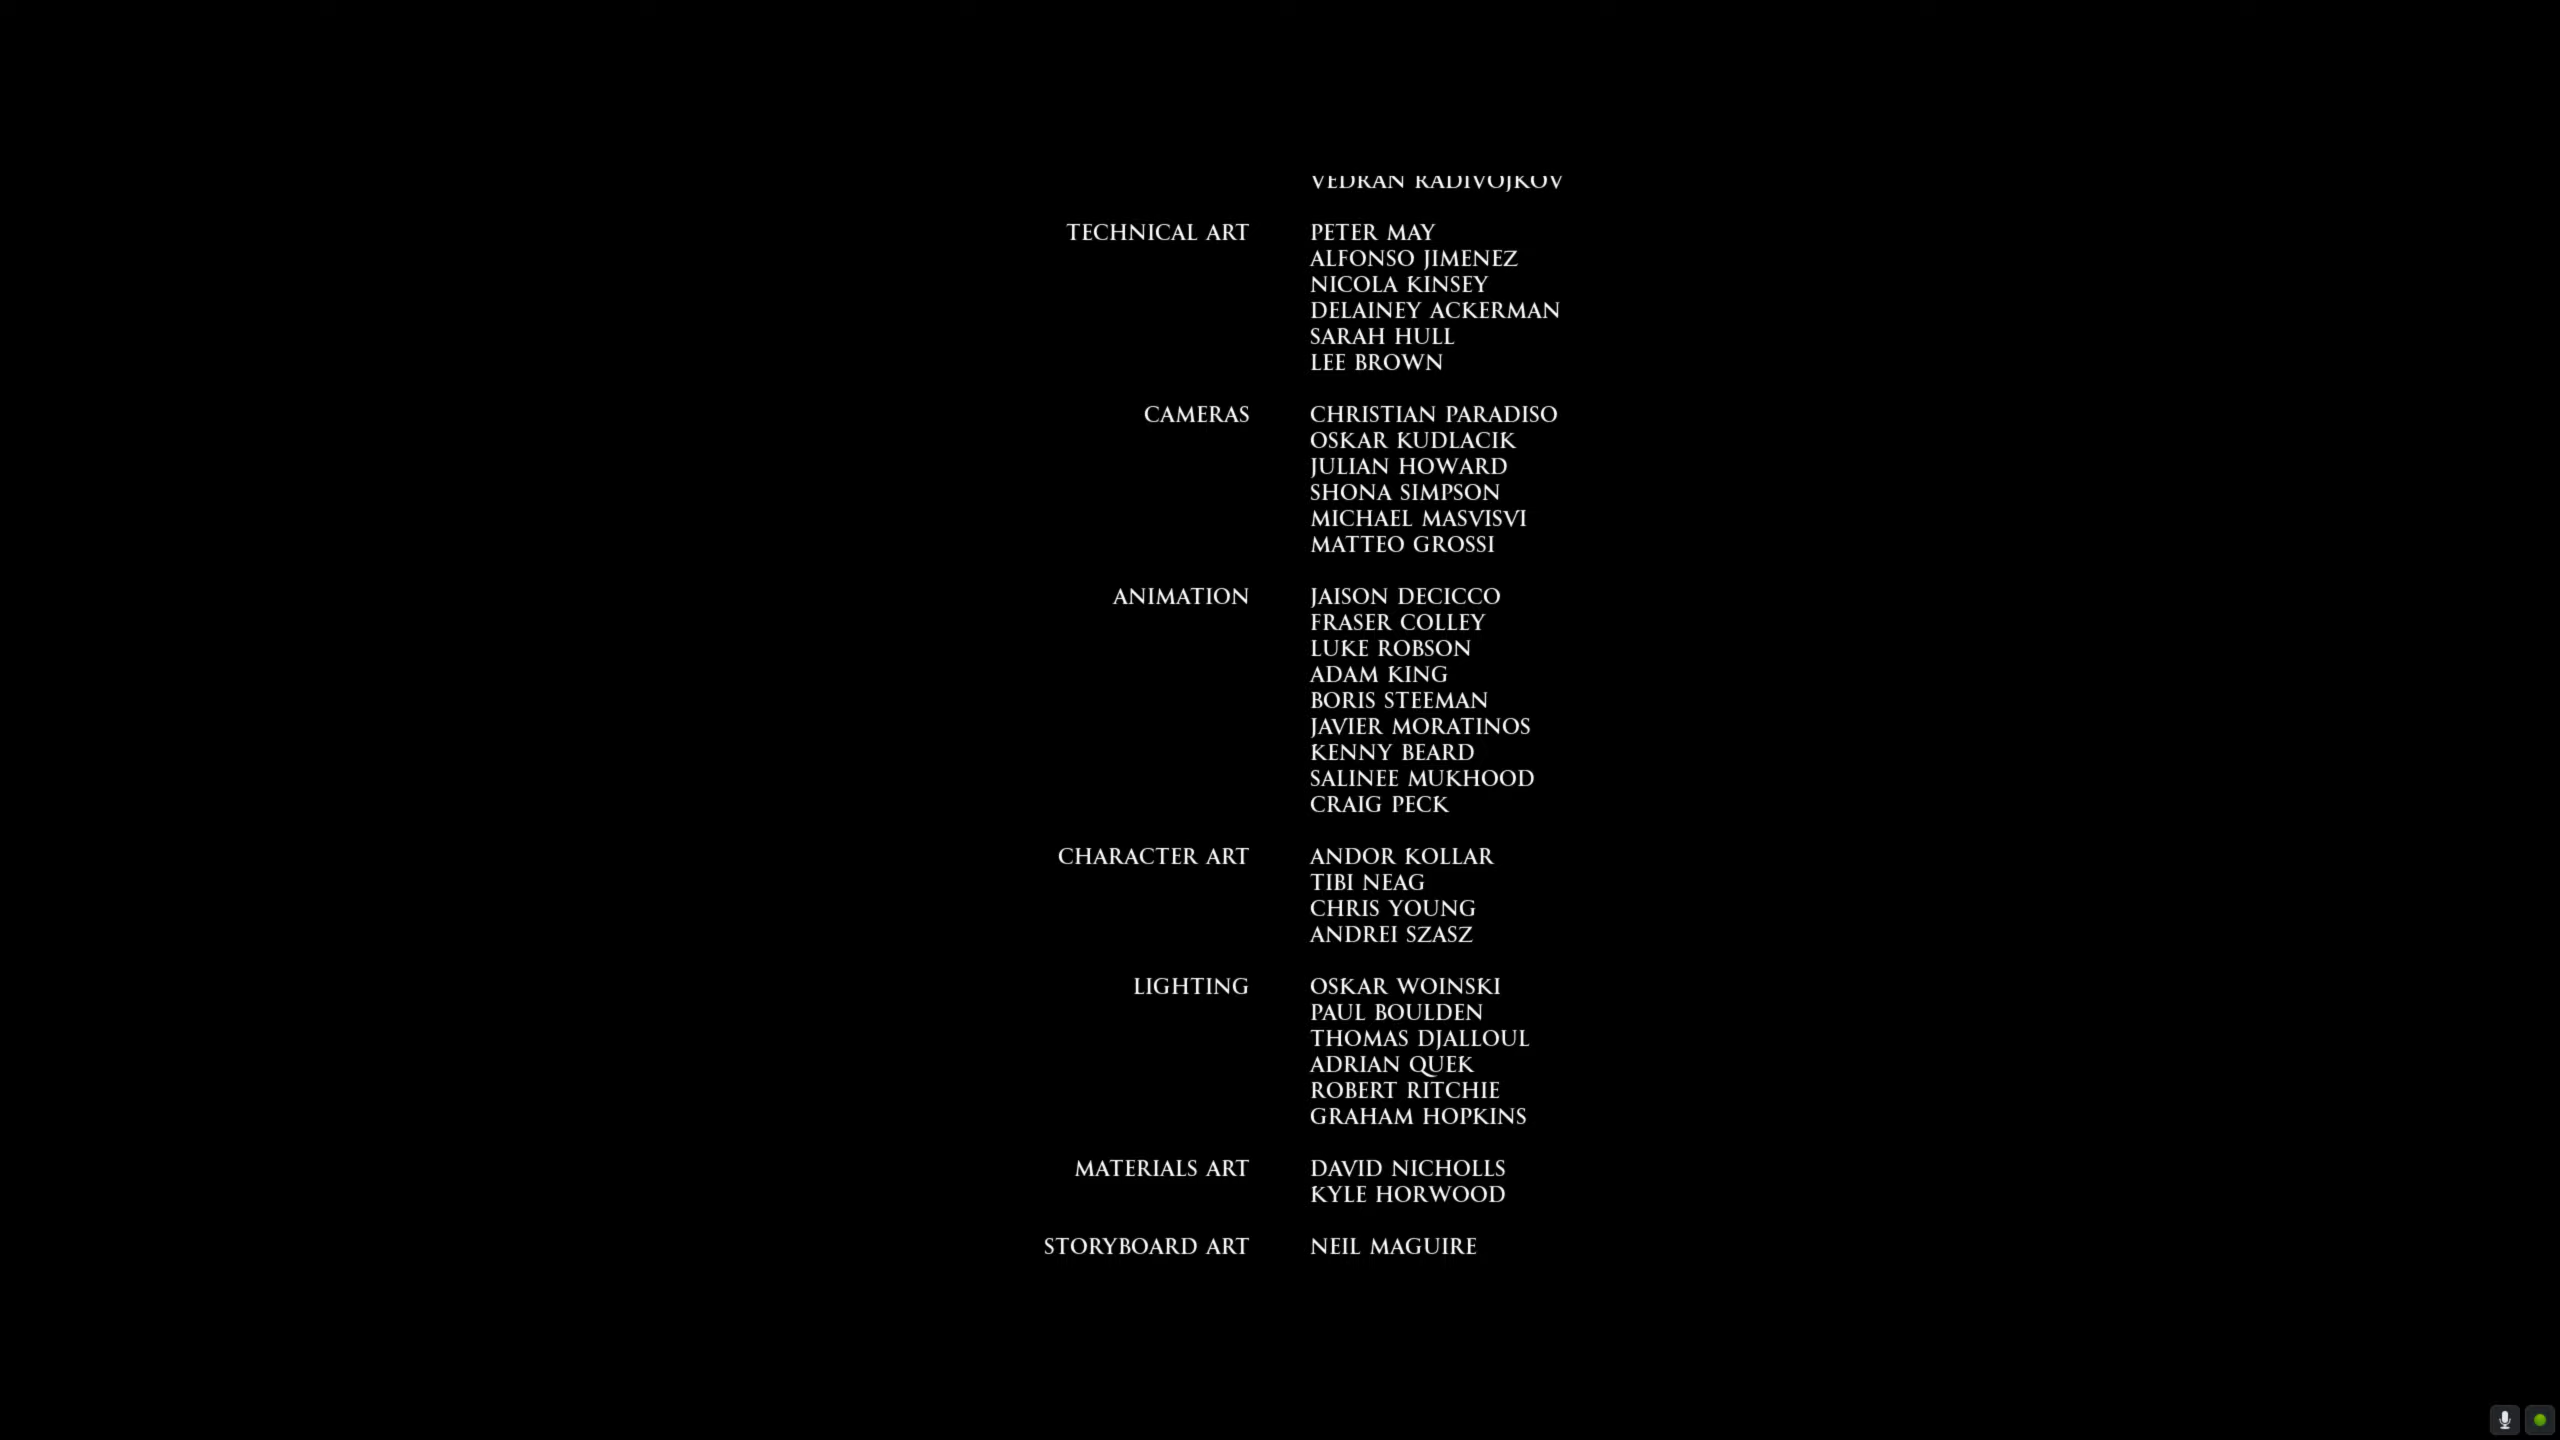 VEDRAN RADIVOJKOV
TECHNICAL ART PETER MAY
ALFONSO JIMENEZ
NICOLA KINSEY
DELAINEY ACKERMAN
SARAH HULL
LEE BROWN
CAMERAS CHRISTIAN PARADISO
OSKAR KUDLACIK
JULIAN HOWARD
SHONA SIMPSON
MICHAEL MASVISVI
MATTEO GROSSI
ANIMATION JAISON DECICCO
FRASER COLLEY
LUKE ROBSON
ADAM KING
BORIS STEEMAN
JAVIER MORATINOS
KENNY BEARD
SALINEE MUKHOOD
CRAIG PECK
CHARACTER ART ANDOR KOLLAR
TIBI NEAG
CHRIS YOUNG
ANDREI SZASZ
LIGHTING OSKAR WOINSKI
PAUL BOULDEN
THOMAS DJALLOUL
ADRIAN QUEK
ROBERT RITCHIE
GRAHAM HOPKINS
MATERIALS ART DAVID NICHOLLS
KYLE HORWOOD
STORYBOARD ART NEIL MAGUIRE